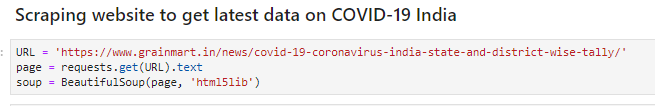 Scraping website to get latest data on COVID-19 India
: URL = 'https://www.grainmart.in/news/covid-19-coronavirus-india-state-and-district-wise-tally/'
page = requests.get(URL).text
soup = BeautifulSoup(page, 'html5lib')